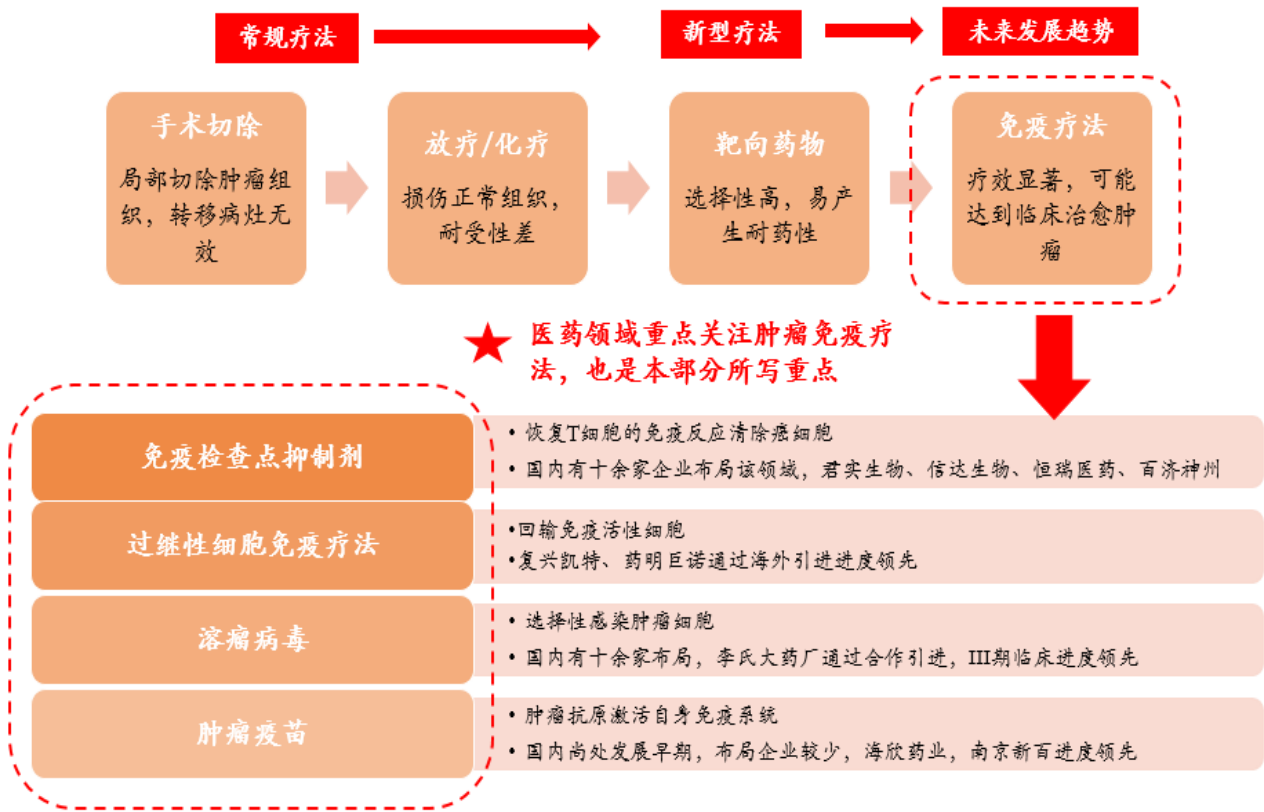 常规疗法
新型疗法
未来发展趋势
手术切除
局部切除肿瘤组
织，转移病灶无
效
放疗/化疗
损伤正常组织，
耐受性差
靶向药物
选择性高，易产
生耐药性
免疫疗法
疗效显著，可能
达到临床治愈肿
瘤
医药领域重点关注肿瘤免疫疗
法，也是本部分所写重点
免疫检查点抑制剂
• 恢复T细胞的免疫反应清除癌细胞
• 国内有十余家企业布局该领域，君实生物、信达生物、恒瑞医药、百济神州
过继性细胞免疫疗法
•回输免疫活性细胞
•复兴凯特、药明巨诺通过海外引进进度领先
溶瘤病毒
• 选择性感染肿瘤细胞
• 国内有十余家布局，李氏大药厂通过合作引进，III期临床进度领先
肿瘤疫苗
• 肿瘤抗原激活自身免疫系统
• 国内尚处发展早期，布局企业较少，海欣药业，南京新百进度领先